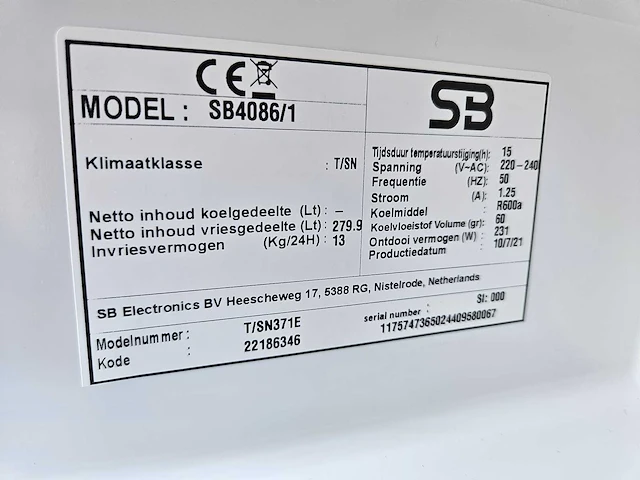 CE
SB
MODEL : SB4086/1
Klimaatklasse : T/SN
Netto inhoud koelgedeelte (Lt) : –
Netto inhoud vriesgedeelte (Lt) : 279.9
Invriesvermogen (Kg/24H) : 13
Tijdsduur temperatuurstijging(h): 15
Spanning (V~AC): 220-240
Frequentie (HZ): 50
Stroom (A) : 1.25
Koelmiddel : R600a
Koelvloeistof Volume (gr): 60
Ontdooi vermogen (W) : 231
Productiedatum : 10/7/21
SB Electronics BV Heescheweg 17, 5388 RG, Nistelrode, Netherlands
Modelnummer : T/SN371E
Kode : 22186346
SI: 000
serial number :
1175747365024409580067